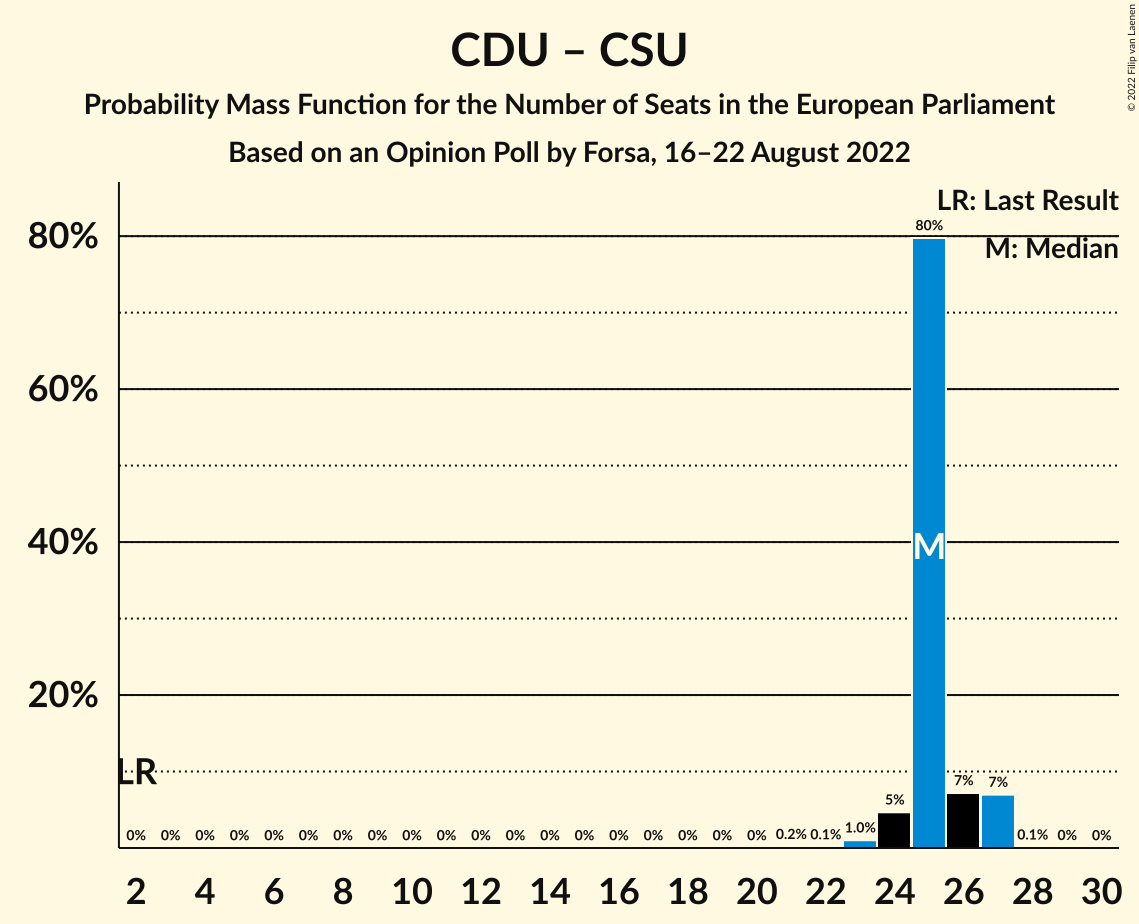 CDU – CSU
Probability Mass Function for the Number of Seats in the European Parliament
Based on an Opinion Poll by Forsa, 16–22 August 2022
© 2022 Filip van Laenen
LR: Last Result
M: Median
80%
60%
40%
20%
LR
M
0% 0% 0% 0% 0% 0% 0% 0% 0% 0% 0% 0% 0% 0% 0% 0% 0% 0% 0% 0.2% 0.1% 1.0% 5% 80% 7% 7% 0.1% 0% 0%
2 4 6 8 10 12 14 16 18 20 22 24 26 28 30